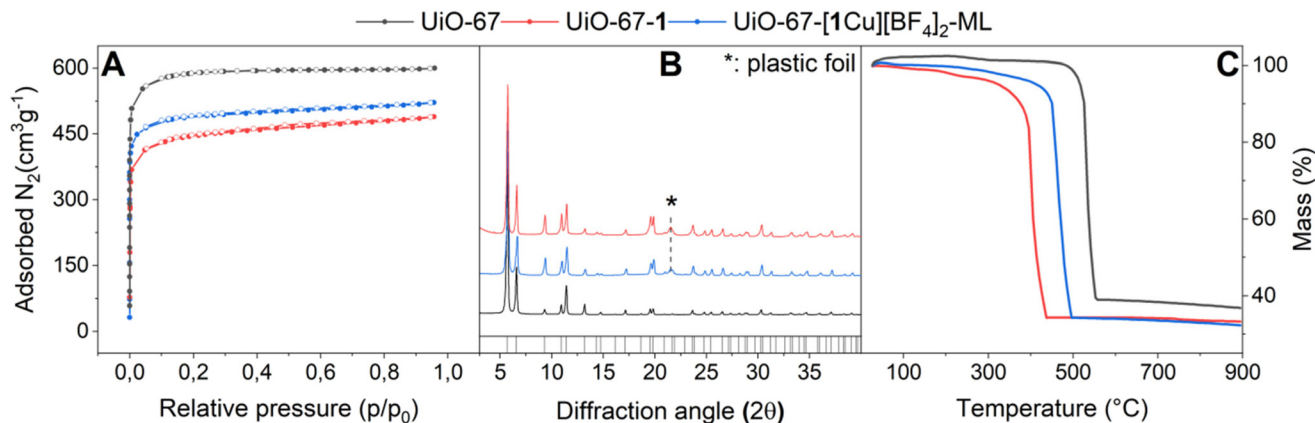 UiO-67 UiO-67-1 UiO-67-[1Cu][BF₄]₂-ML
A
Adsorbed N₂(cm³g⁻¹)
600
450
300
150
0
0,0 0,2 0,4 0,6 0,8 1,0
Relative pressure (p/p₀)
B
*: plastic foil
*
5 10 15 20 25 30 35
Diffraction angle (2θ)
C
100
80
60
40
Mass (%)
100 300 500 700 900
Temperature (°C)